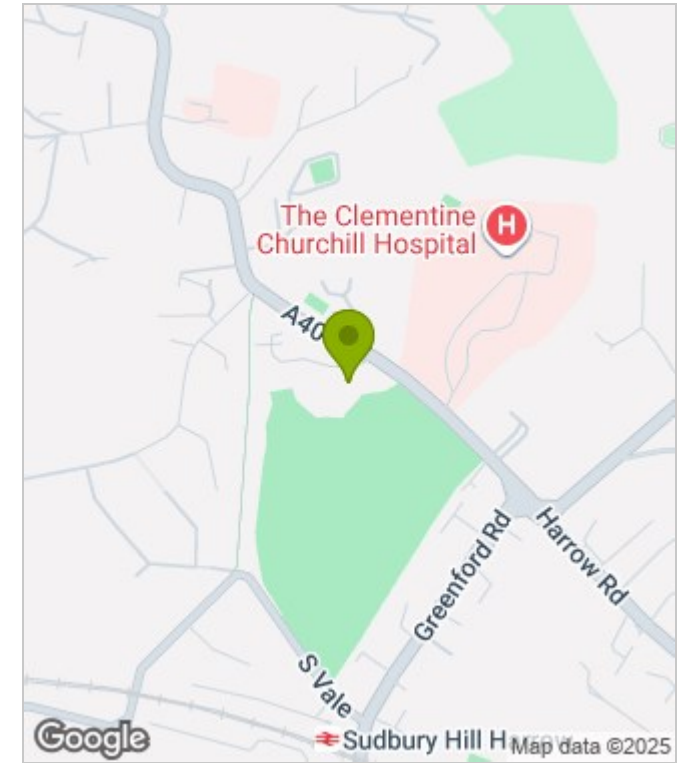 The Clementine
Churchill Hospital
H
A40
Greenford Rd
Harrow Rd
S Vale
Google
Sudbury Hill H
Map data ©2025